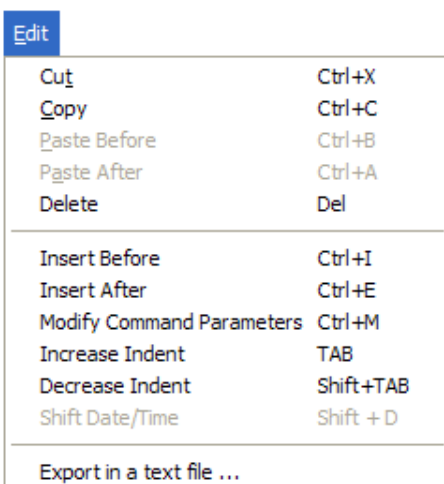 Edit
Cut Ctrl+X
Copy Ctrl+C
Paste Before Ctrl+B
Paste After Ctrl+A
Delete Del
Insert Before Ctrl+I
Insert After Ctrl+E
Modify Command Parameters Ctrl+M
Increase Indent TAB
Decrease Indent Shift+TAB
Shift Date/Time Shift + D
Export in a text file ...